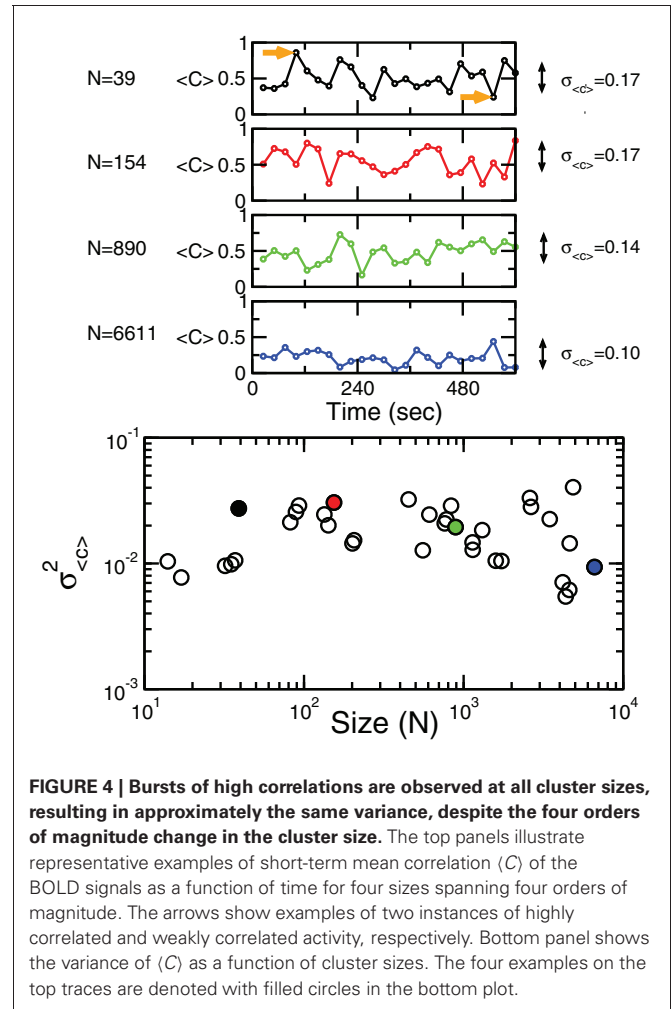 N=39 <C> 1 0.5 0 σ<c>=0.17
N=154 <C> 1 0.5 0 σ<c>=0.17
N=890 <C> 1 0.5 0 σ<c>=0.14
N=6611 <C> 1 0.5 0 σ<c>=0.10
0 240 480
Time (sec)
10^-1
10^-2
10^-3
σ^2<c>
10^1 10^2 10^3 10^4
Size (N)
FIGURE 4 | Bursts of high correlations are observed at all cluster sizes,
resulting in approximately the same variance, despite the four orders
of magnitude change in the cluster size. The top panels illustrate
representative examples of short-term mean correlation ⟨C⟩ of the
BOLD signals as a function of time for four sizes spanning four orders of
magnitude. The arrows show examples of two instances of highly
correlated and weakly correlated activity, respectively. Bottom panel shows
the variance of ⟨C⟩ as a function of cluster sizes. The four examples on the
top traces are denoted with filled circles in the bottom plot.